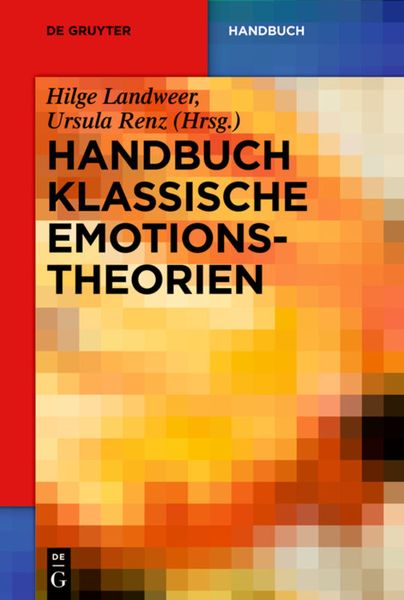 DE GRUYTER
HANDBUCH
Hilge Landweer,
Ursula Renz (Hrsg.)
HANDBUCH
KLASSISCHE
EMOTIONS-
THEORIEN
DE
G